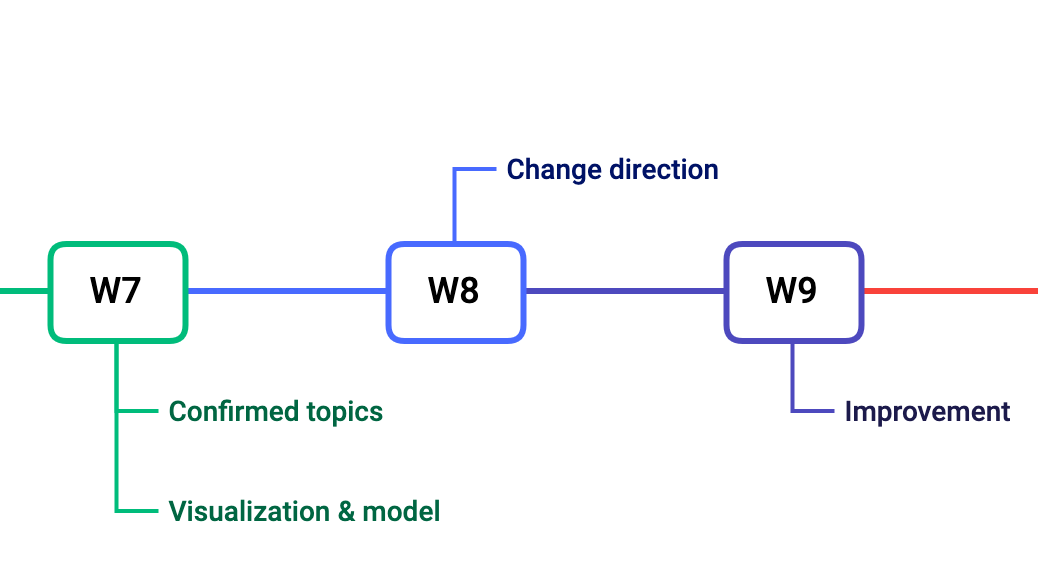 Change direction
W7
W8
W9
Confirmed topics
Improvement
Visualization & model